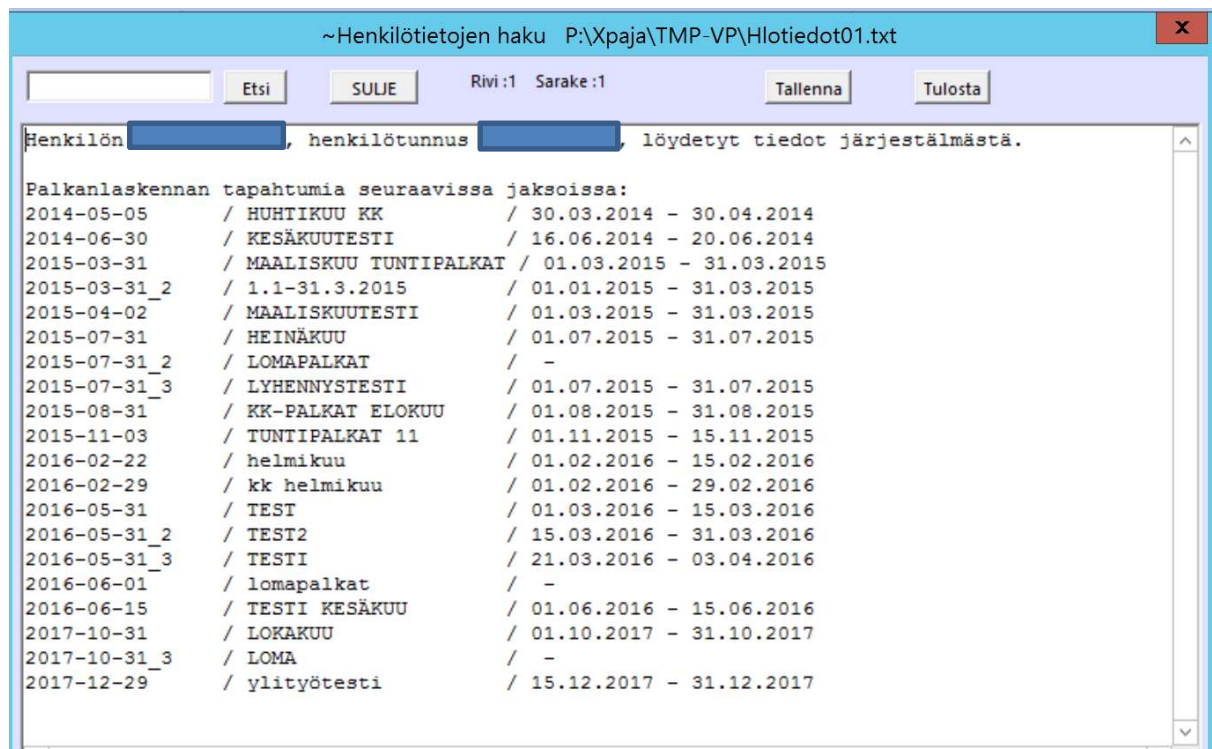 ~Henkilötietojen haku P:\Xpaja\TMP-VP\Hlotiedot01.txt x
Etsi SULJE Rivi :1 Sarake :1 Tallenna Tulosta
Henkilön , henkilötunnus , löydetyt tiedot järjestälmästä.
Palkanlaskennan tapahtumia seuraavissa jaksoissa:
2014-05-05 / HUHTIKUU KK / 30.03.2014 - 30.04.2014
2014-06-30 / KESÄKUUTESTI / 16.06.2014 - 20.06.2014
2015-03-31 / MAALISKUU TUNTIPALKAT / 01.03.2015 - 31.03.2015
2015-03-31_2 / 1.1-31.3.2015 / 01.01.2015 - 31.03.2015
2015-04-02 / MAALISKUUTESTI / 01.03.2015 - 31.03.2015
2015-07-31 / HEINÄKUU / 01.07.2015 - 31.07.2015
2015-07-31_2 / LOMAPALKAT / -
2015-07-31_3 / LYHENNYSTESTI / 01.07.2015 - 31.07.2015
2015-08-31 / KK-PALKAT ELOKUU / 01.08.2015 - 31.08.2015
2015-11-03 / TUNTIPALKAT 11 / 01.11.2015 - 15.11.2015
2016-02-22 / helmikuu / 01.02.2016 - 15.02.2016
2016-02-29 / kk helmikuu / 01.02.2016 - 29.02.2016
2016-05-31 / TEST / 01.03.2016 - 15.03.2016
2016-05-31_2 / TEST2 / 15.03.2016 - 31.03.2016
2016-05-31_3 / TESTI / 21.03.2016 - 03.04.2016
2016-06-01 / lomapalkat / -
2016-06-15 / TESTI KESÄKUU / 01.06.2016 - 15.06.2016
2017-10-31 / LOKAKUU / 01.10.2017 - 31.10.2017
2017-10-31_3 / LOMA / -
2017-12-29 / ylityötesti / 15.12.2017 - 31.12.2017